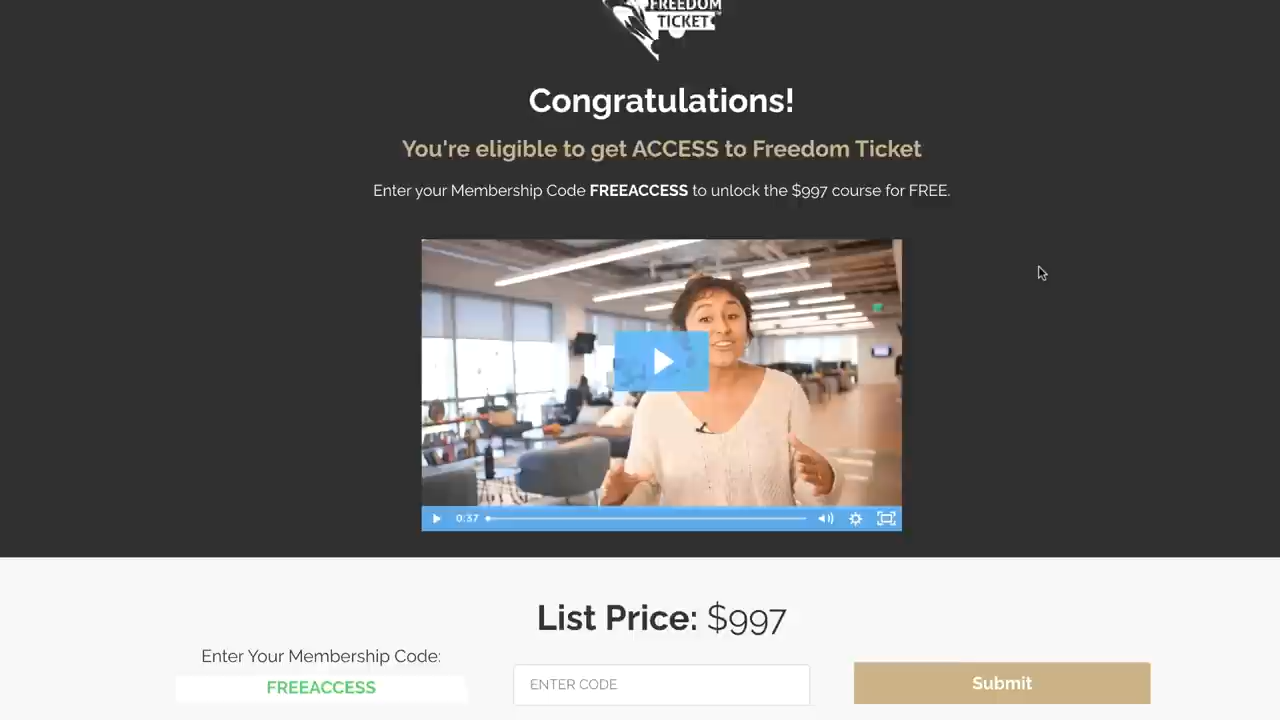 FREEDOM
TICKET
Congratulations!
You're eligible to get ACCESS to Freedom Ticket
Enter your Membership Code FREEACCESS to unlock the $997 course for FREE.
0:37
List Price: $997
Enter Your Membership Code:
FREEACCESS
ENTER CODE
Submit